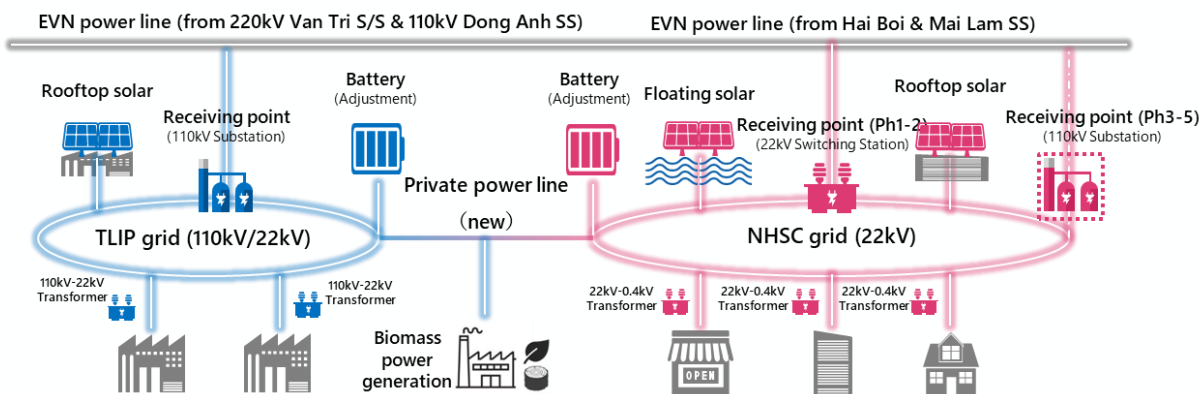 EVN power line (from 220kV Van Tri S/S & 110kV Dong Anh SS)
EVN power line (from Hai Boi & Mai Lam SS)
Rooftop solar
Receiving point
(110kV Substation)
Battery
(Adjustment)
Battery
(Adjustment)
Floating solar
Receiving point (Ph1-2)
(22kV Switching Station)
Rooftop solar
Receiving point (Ph3-5)
(110kV Substation)
Private power line
(new)
TLIP grid (110kV/22kV)
NHSC grid (22kV)
110kV-22kV
Transformer
110kV-22kV
Transformer
22kV-0.4kV
Transformer
22kV-0.4kV
Transformer
22kV-0.4kV
Transformer
Biomass
power
generation
OPEN